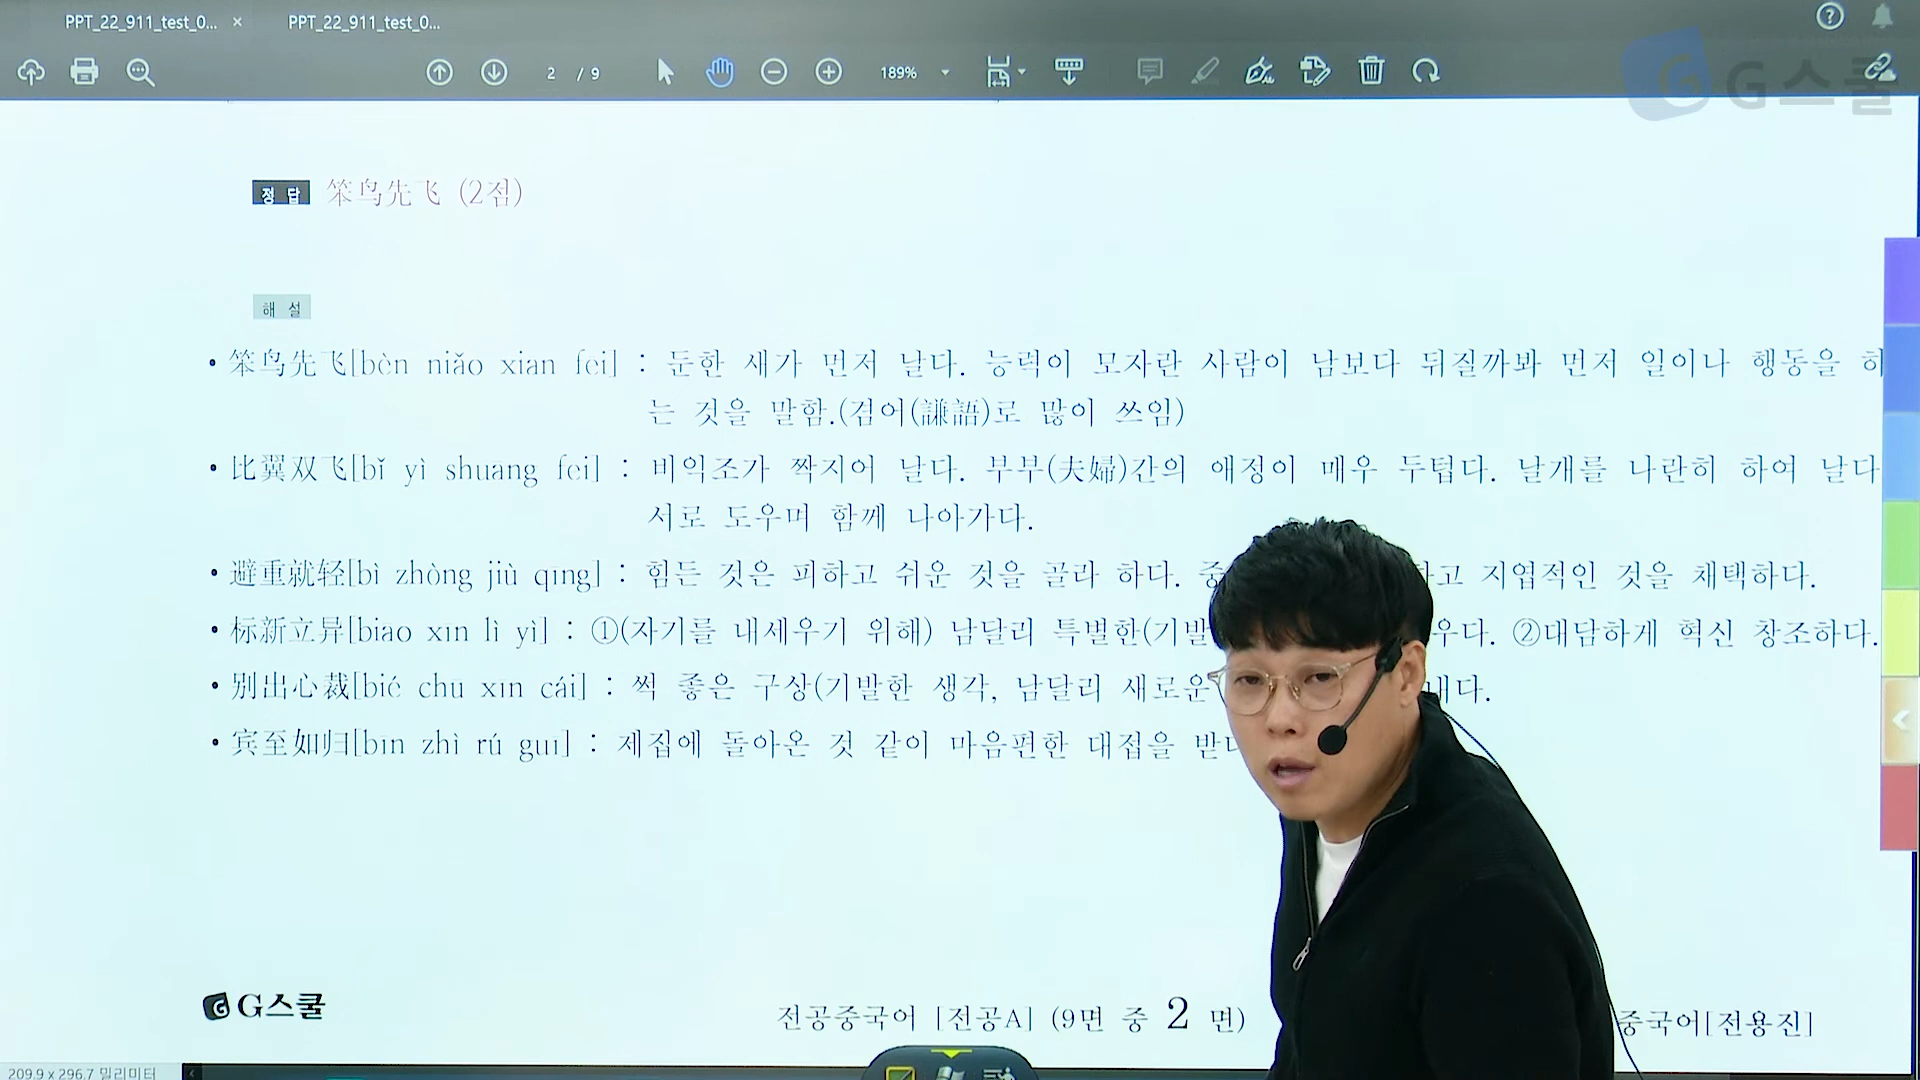 PPT_22_911_test_0... × PPT_22_911_test_0...
2 / 9 189%
G스쿨
정 답 笨鸟先飞 (2점)
해 설
• 笨鸟先飞[bèn niǎo xiān fēi] : 둔한 새가 먼저 날다. 능력이 모자란 사람이 남보다 뒤질까봐 먼저 일이나 행동을 하
는 것을 말함.(겸어(謙語)로 많이 쓰임)
• 比翼双飞[bǐ yì shuāng fēi] : 비익조가 짝지어 날다. 부부(夫婦)간의 애정이 매우 두텁다. 날개를 나란히 하여 날다
서로 도우며 함께 나아가다.
• 避重就轻[bì zhòng jiù qīng] : 힘든 것은 피하고 쉬운 것을 골라 하다. 중 하고 지엽적인 것을 채택하다.
• 标新立异[biāo xīn lì yì] : ①(자기를 내세우기 위해) 남달리 특별한(기발 우다. ②대담하게 혁신 창조하다.
• 别出心裁[bié chū xīn cái] : 썩 좋은 구상(기발한 생각, 남달리 새로운 내다.
• 宾至如归[bīn zhì rú guī] : 제집에 돌아온 것 같이 마음편한 대접을 받다
G스쿨 전공중국어 [전공A] (9면 중 2 면) 중국어[전용진]
209.9 x 296.7 밀리미터